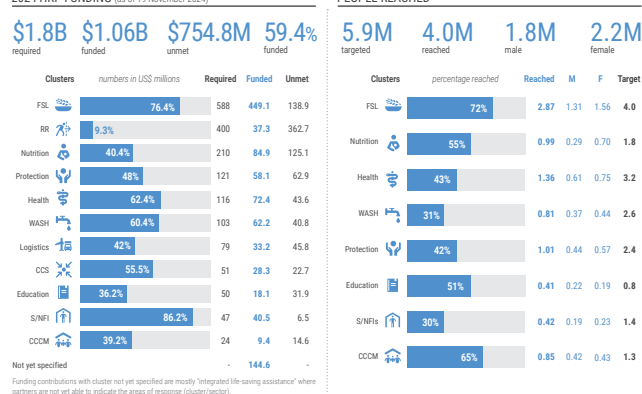 2024 HRP FUNDING (as of 19 November 2024)
$1.8B $1.06B $754.8M 59.4%
required funded unmet funded
Clusters numbers in US$ millions Required Funded Unmet
FSL 76.4% 588 449.1 138.9
RR 9.3% 400 37.3 362.7
Nutrition 40.4% 210 84.9 125.1
Protection 48% 121 58.1 62.9
Health 62.4% 116 72.4 43.6
WASH 60.4% 103 62.2 40.8
Logistics 42% 79 33.2 45.8
CCS 55.5% 51 28.3 22.7
Education 36.2% 50 18.1 31.9
S/NFI 86.2% 47 40.5 6.5
CCCM 39.2% 24 9.4 14.6
Not yet specified - 144.6 -
Funding contributions with cluster not yet specified are mostly "integrated life-saving assistance" where
partners are not yet able to indicate the areas of response (cluster/sector).
PEOPLE REACHED
5.9M 4.0M 1.8M 2.2M
targeted reached male female
Clusters percentage reached Reached M F Target
FSL 72% 2.87 1.31 1.56 4.0
Nutrition 55% 0.99 0.29 0.70 1.8
Health 43% 1.36 0.61 0.75 3.2
WASH 31% 0.81 0.37 0.44 2.6
Protection 42% 1.01 0.44 0.57 2.4
Education 51% 0.41 0.22 0.19 0.8
S/NFIs 30% 0.42 0.19 0.23 1.4
CCCM 65% 0.85 0.42 0.43 1.3